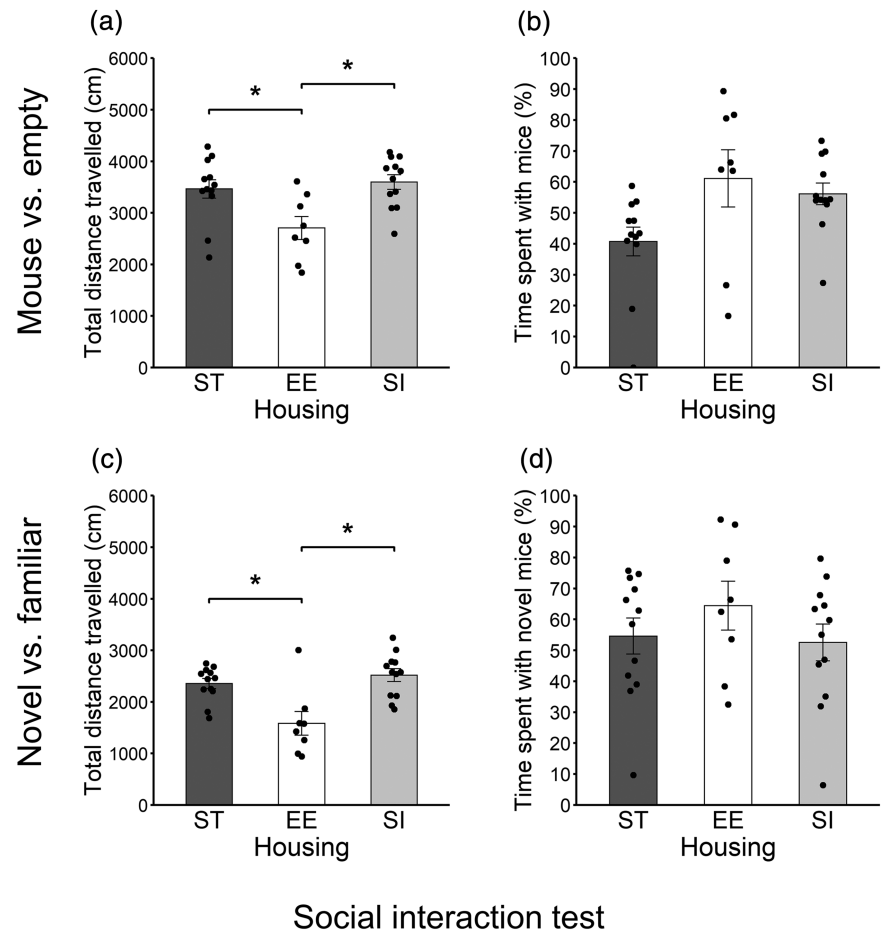 (a)
(b)
Mouse vs. empty
Total distance travelled (cm)
6000
5000
4000
3000
2000
1000
0
*
*
ST EE SI
Housing
Time spent with mice (%)
100
90
80
70
60
50
40
30
20
10
0
ST EE SI
Housing
(c)
(d)
Novel vs. familiar
Total distance travelled (cm)
6000
5000
4000
3000
2000
1000
0
*
*
ST EE SI
Housing
Time spent with novel mice (%)
100
90
80
70
60
50
40
30
20
10
0
ST EE SI
Housing
Social interaction test